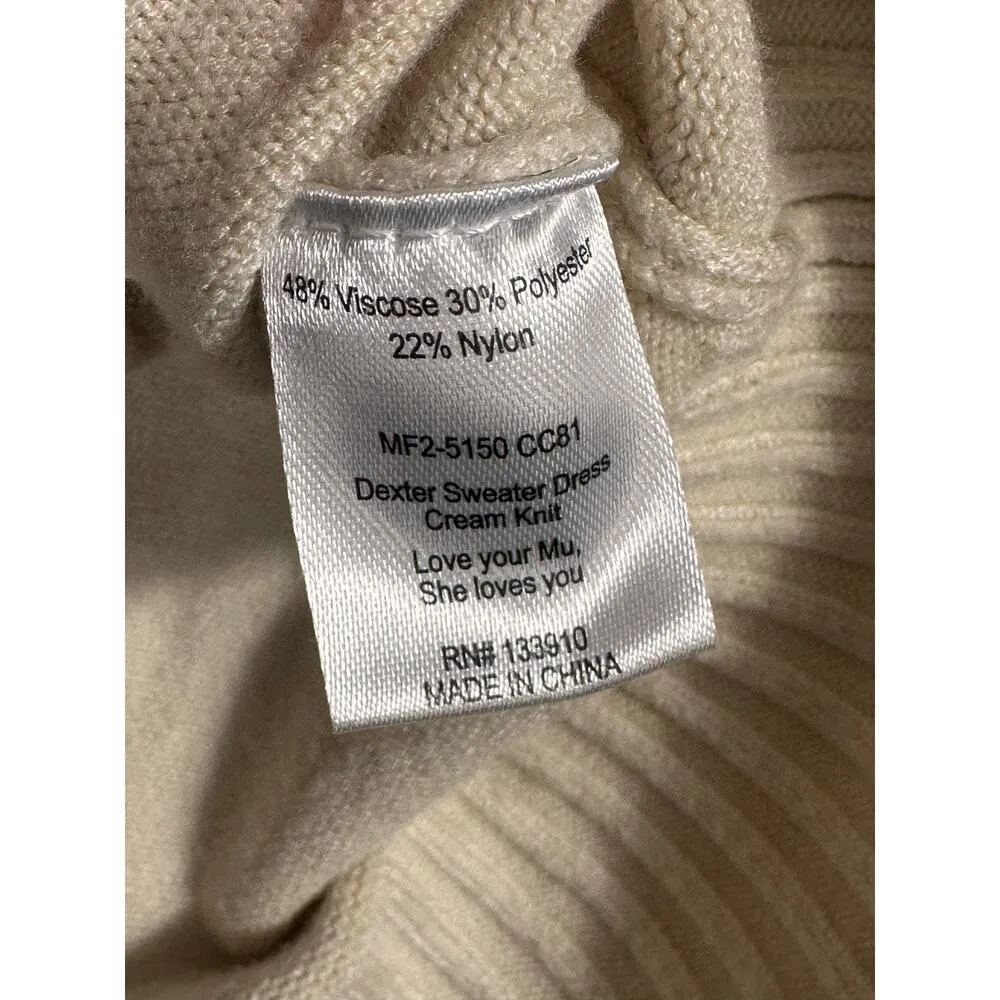 48% Viscose 30% Polyester
22% Nylon
MF2-5150 CC81
Dexter Sweater Dress
Cream Knit
Love your Mu,
She loves you
RN# 133910
MADE IN CHINA